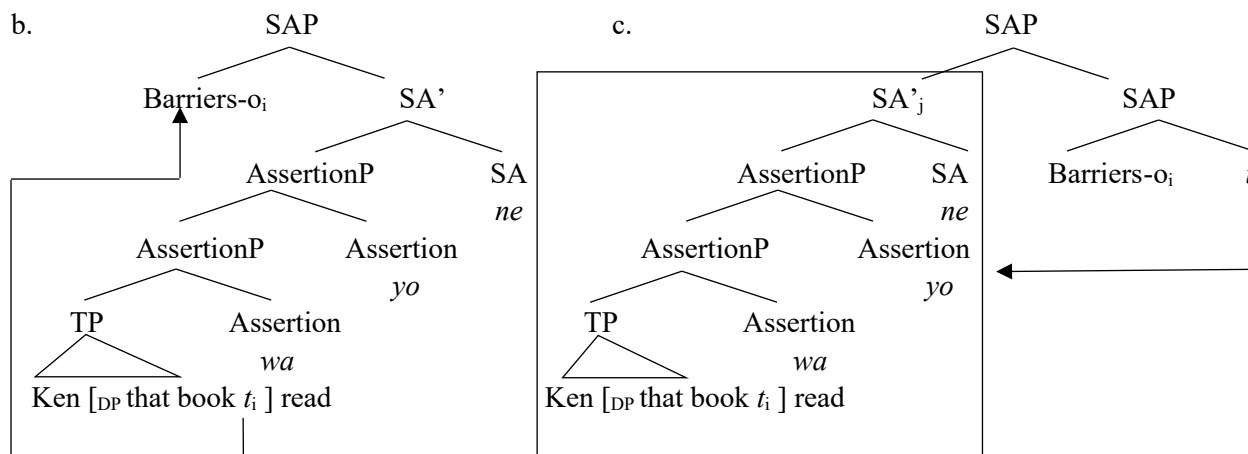 b. SAP c. SAP
Barriers-oi SA’ SA’j SAP
AssertionP SA AssertionP SA Barriers-oi
ne ne
AssertionP Assertion AssertionP Assertion
yo yo
TP Assertion TP Assertion
wa wa
Ken [DP that book ti ] read Ken [DP that book ti ] read